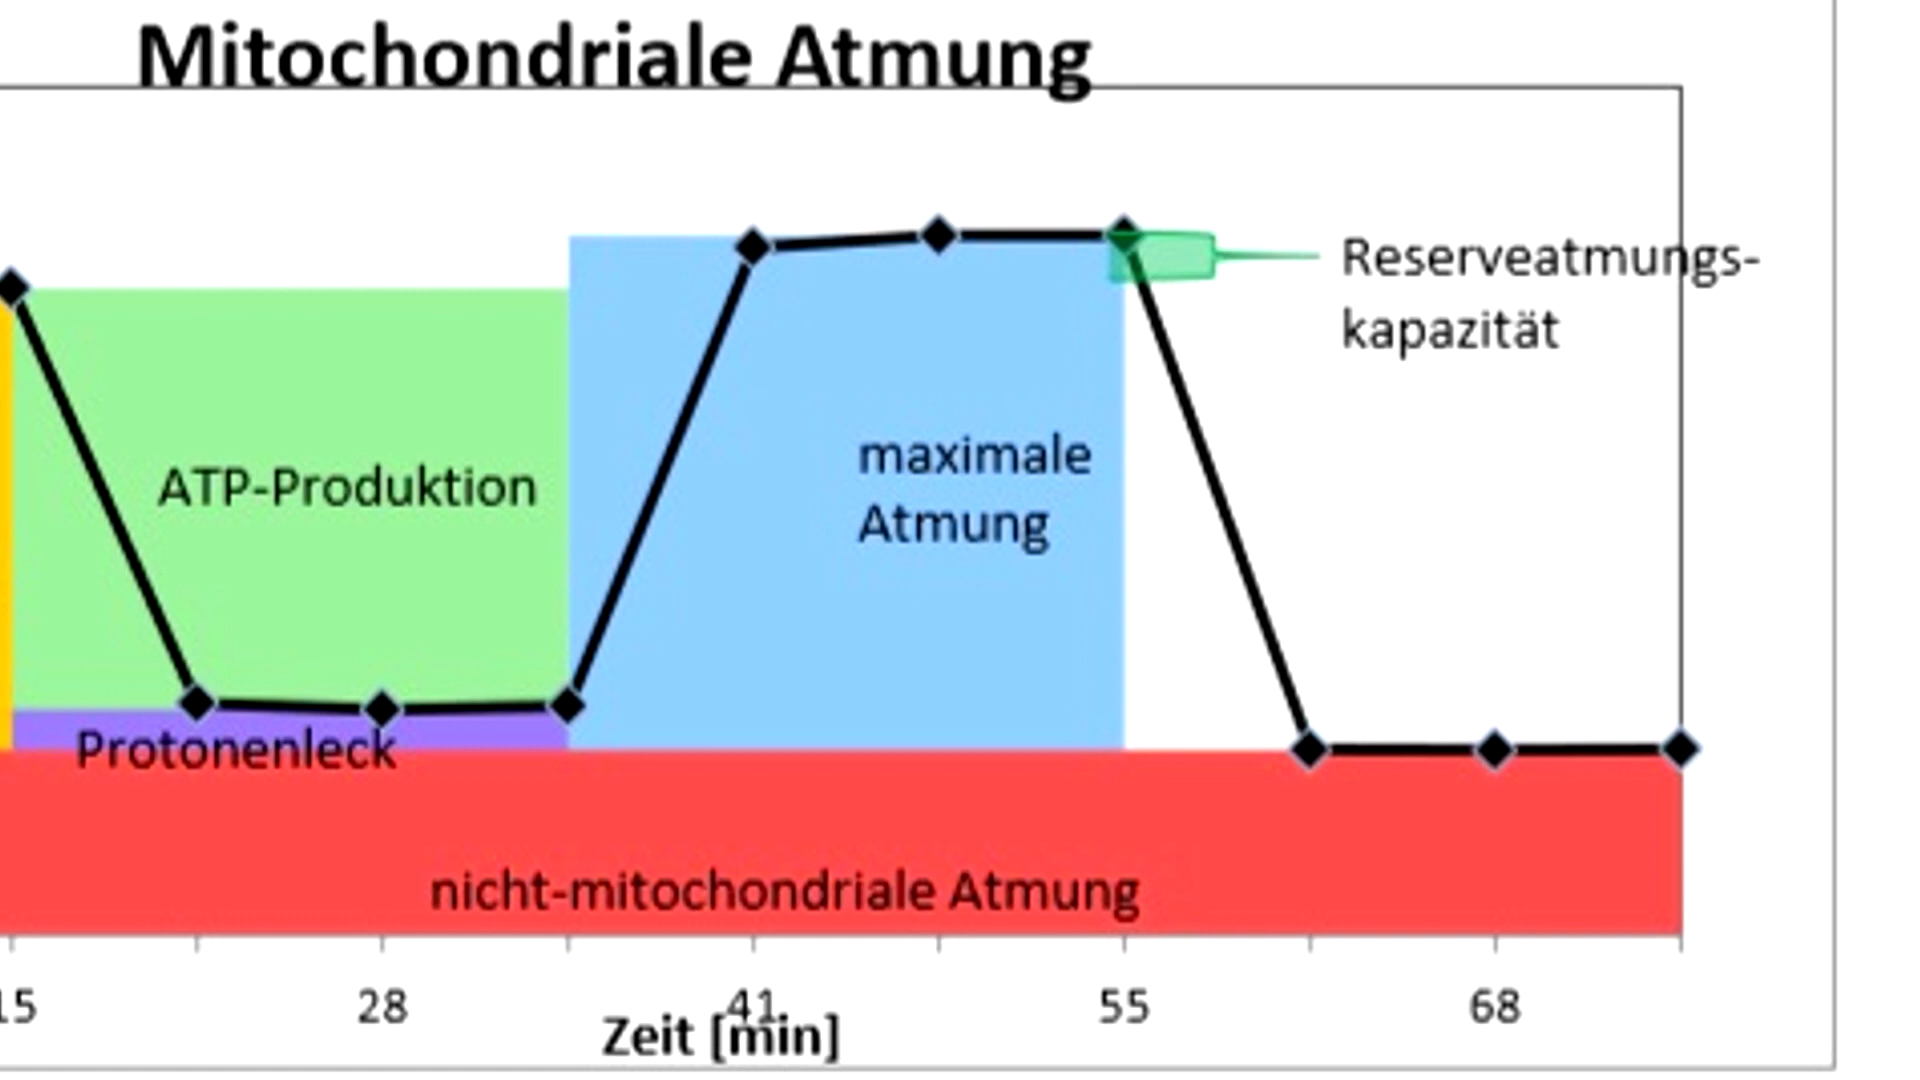 Mitochondriale Atmung
Reserveatmungs-
kapazität
maximale
Atmung
ATP-Produktion
Protonenleck
nicht-mitochondriale Atmung
15 28 41 55 68
Zeit [min]